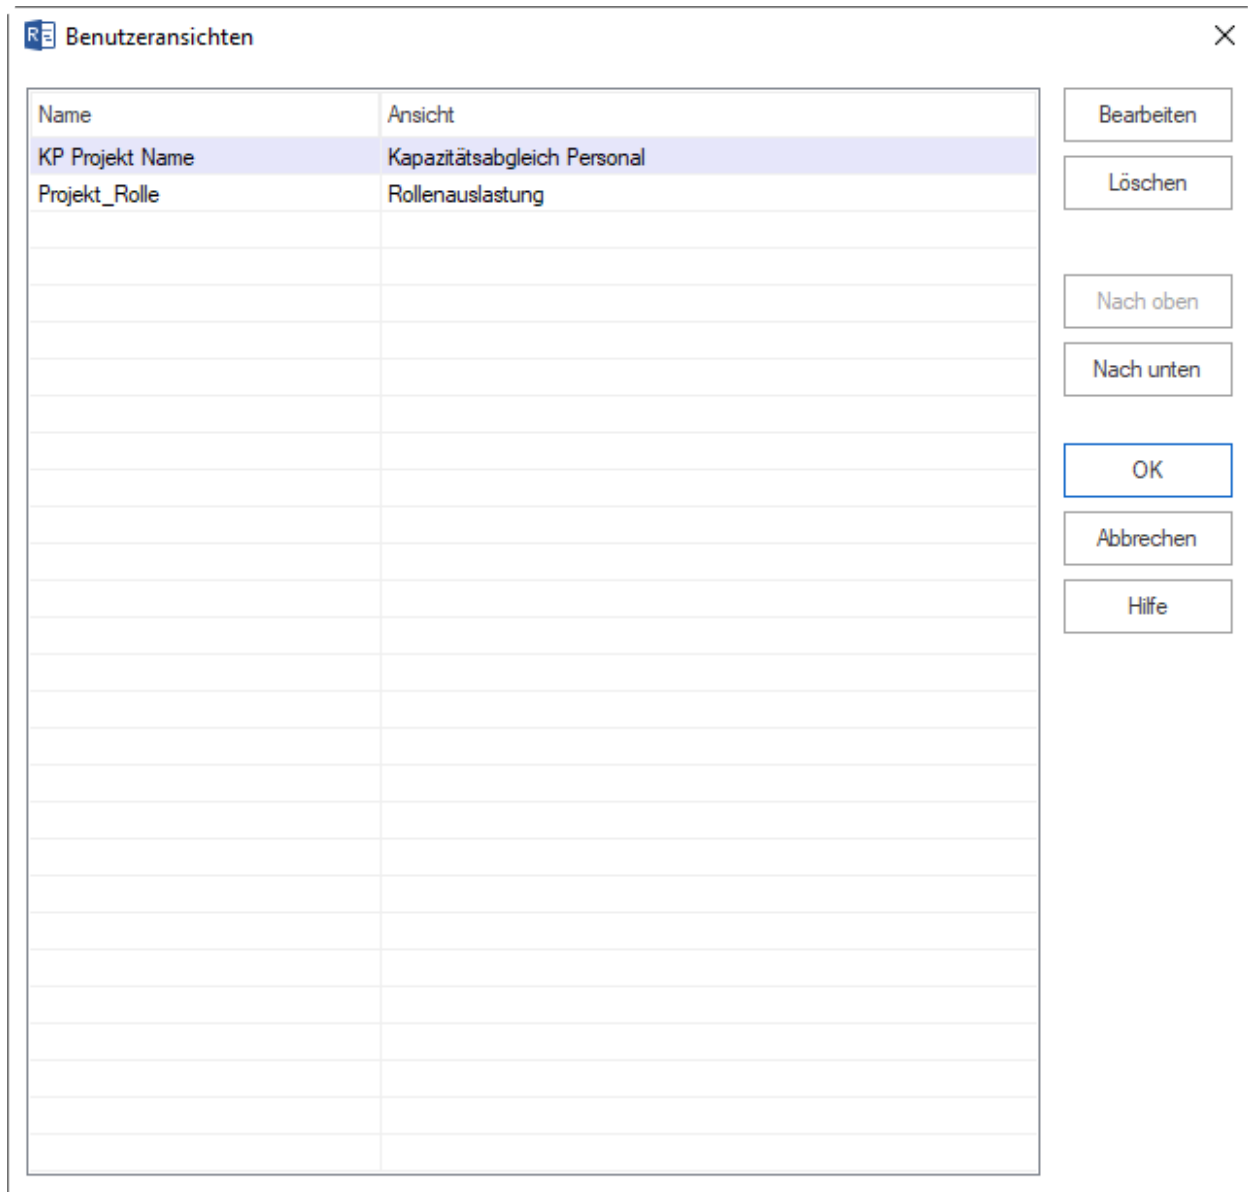 Benutzeransichten
Name Ansicht
KP Projekt Name Kapazitätsabgleich Personal
Projekt_Rolle Rollenauslastung
Bearbeiten
Löschen
Nach oben
Nach unten
OK
Abbrechen
Hilfe